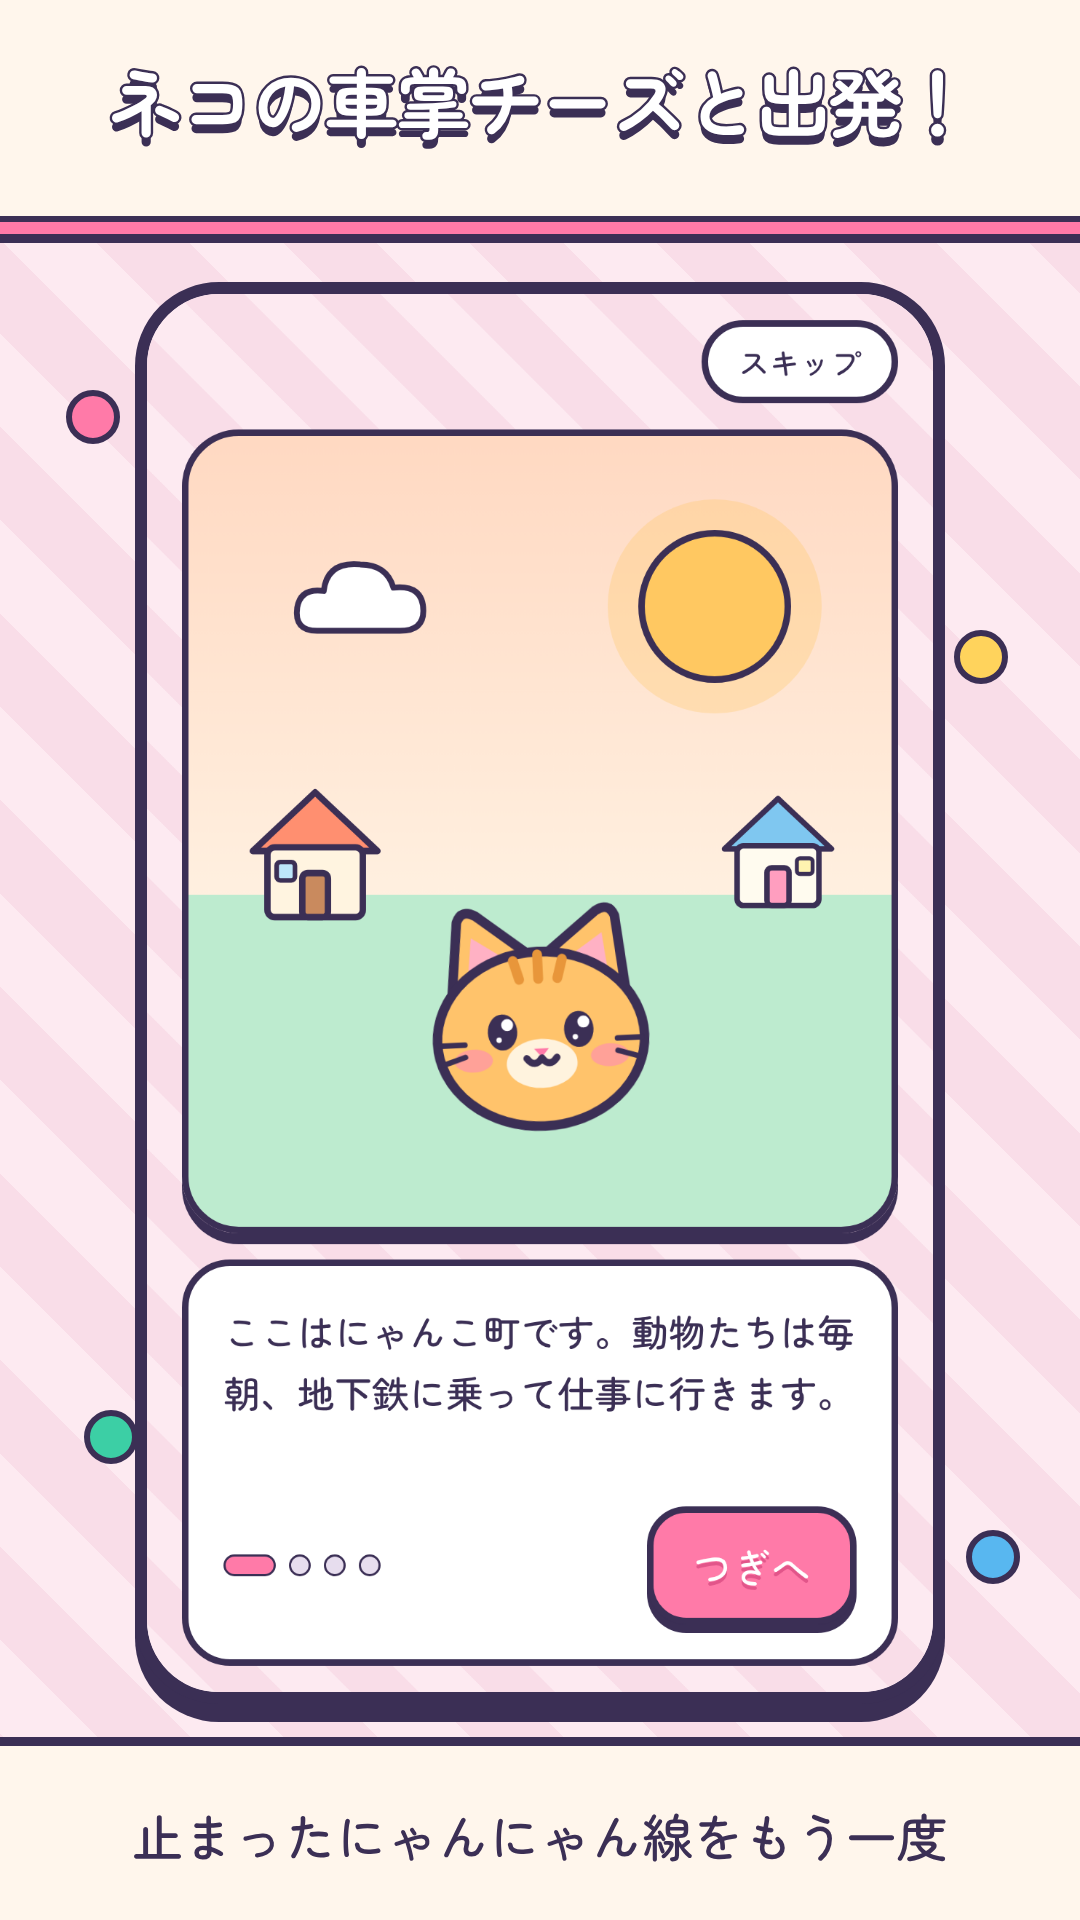 ネコの車掌チーズと出発！
スキップ
ここはにゃんこ町です。動物たちは毎
朝、地下鉄に乗って仕事に行きます。
つぎへ
止まったにゃんにゃん線をもう一度